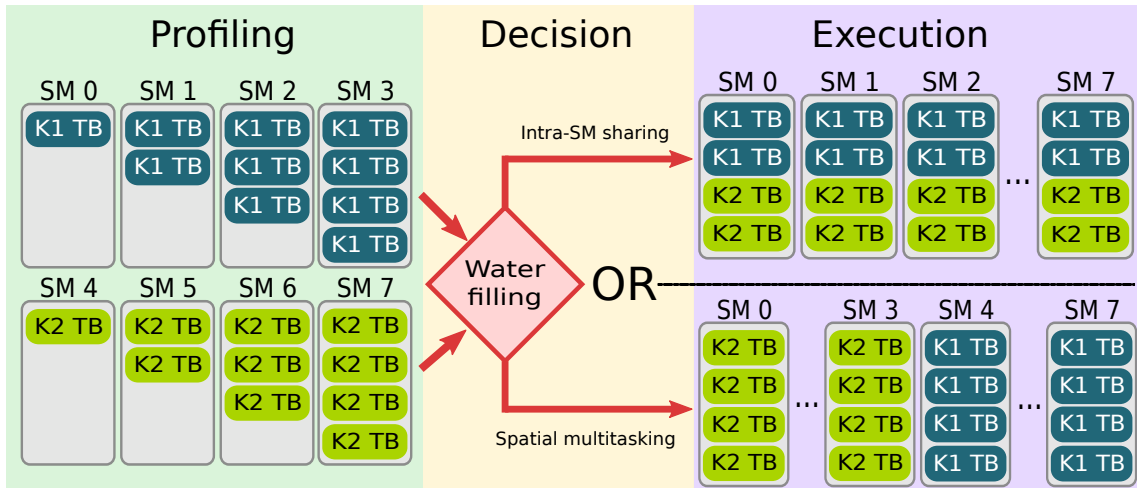 Profiling
Decision
Execution
SM 0 SM 1 SM 2 SM 3
K1 TB K1 TB K1 TB K1 TB
K1 TB K1 TB K1 TB
K1 TB K1 TB
K1 TB
SM 4 SM 5 SM 6 SM 7
K2 TB K2 TB K2 TB K2 TB
K2 TB K2 TB K2 TB
K2 TB K2 TB
K2 TB
Intra-SM sharing
Water
filling
OR
Spatial multitasking
SM 0 SM 1 SM 2 SM 7
K1 TB K1 TB K1 TB K1 TB
K1 TB K1 TB K1 TB K1 TB
K2 TB K2 TB K2 TB ... K2 TB
K2 TB K2 TB K2 TB K2 TB
SM 0 SM 3 SM 4 SM 7
K2 TB K2 TB K1 TB K1 TB
K2 TB ... K2 TB K1 TB ... K1 TB
K2 TB K2 TB K1 TB K1 TB
K2 TB K2 TB K1 TB K1 TB